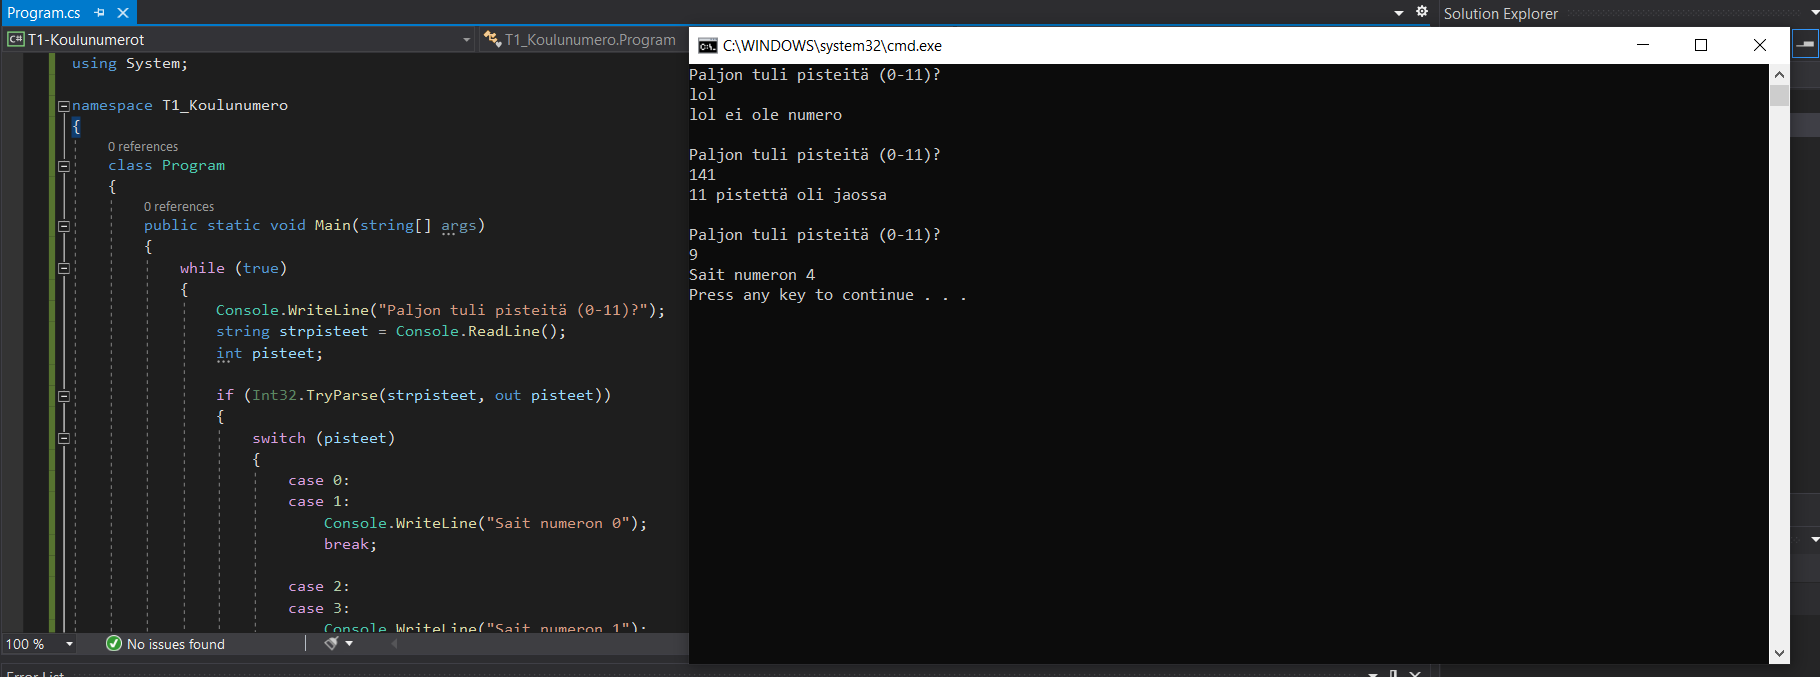 Program.cs
Solution Explorer
C# T1-Koulunumerot
T1_Koulunumero.Program
using System;
namespace T1_Koulunumero
{
0 references
class Program
{
0 references
public static void Main(string[] args)
{
while (true)
{
Console.WriteLine("Paljon tuli pisteitä (0-11)?");
string strpisteet = Console.ReadLine();
int pisteet;
if (Int32.TryParse(strpisteet, out pisteet))
{
switch (pisteet)
{
case 0:
case 1:
Console.WriteLine("Sait numeron 0");
break;
case 2:
case 3:
Console.WriteLine("Sait numeron 1");
100 %
No issues found
Error List
C:\WINDOWS\system32\cmd.exe
Paljon tuli pisteitä (0-11)?
lol
lol ei ole numero
Paljon tuli pisteitä (0-11)?
141
11 pistettä oli jaossa
Paljon tuli pisteitä (0-11)?
9
Sait numeron 4
Press any key to continue . . .